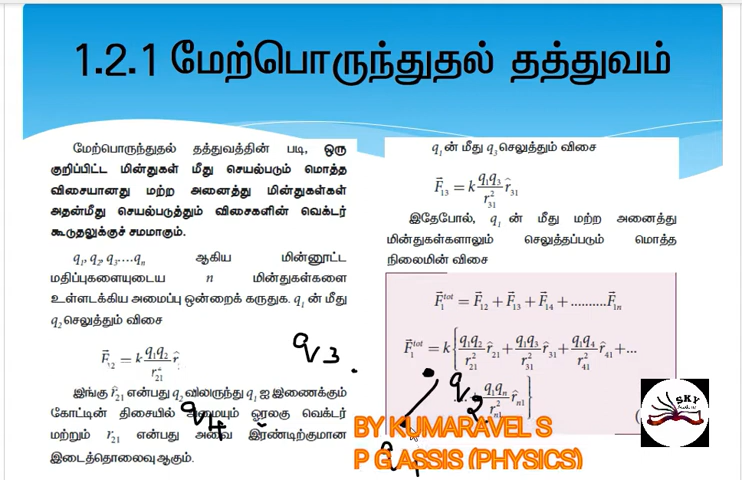 1.2.1 மேற்பொருந்துதல் தத்துவம்
மேற்பொருந்துதல் தத்துவத்தின் படி, ஒரு
குறிப்பிட்ட மின்துகள் மீது செயல்படும் மொத்த
விசையானது மற்ற அனைத்து மின்துகள்கள்
அதன்மீது செயல்படுத்தும் விசைகளின் வெக்டர்
கூடுதலுக்குச் சமமாகும்.
q₁, q₂, q₃....qₙ ஆகிய மின்னூட்ட
மதிப்புகளையுடைய n மின்துகள்களை
உள்ளடக்கிய அமைப்பு ஒன்றைக் கருதுக. q₁ ன் மீது
q₂ செலுத்தும் விசை
F⃗₁₂ = k q₁q₂/r²₂₁ r̂
இங்கு r̂₂₁ என்பது q₂ விலிருந்து q₁ ஐ இணைக்கும்
கோட்டின் திசையில் அமையும் ஓரலகு வெக்டர்
மற்றும் r₂₁ என்பது அவை இரண்டிற்குமான
இடைத்தொலைவு ஆகும்.
q₁ ன் மீது q₃ செலுத்தும் விசை
F⃗₁₃ = k q₁q₃/r²₃₁ r̂₃₁
இதேபோல், q₁ ன் மீது மற்ற அனைத்து
மின்துகள்களாலும் செலுத்தப்படும் மொத்த
நிலைமின் விசை
F⃗₁ᵗᵒᵗ = F⃗₁₂ + F⃗₁₃ + F⃗₁₄ + ..........F⃗₁ₙ
F⃗₁ᵗᵒᵗ = k{q₁q₂/r²₂₁ r̂₂₁ + q₁q₃/r²₃₁ r̂₃₁ + q₁q₄/r²₄₁ r̂₄₁ + ...
q₁qₙ/r²ₙ₁ r̂ₙ₁}
q3
q2
q4
SKY
BY KUMARAVEL S
P G ASSIS (PHYSICS)